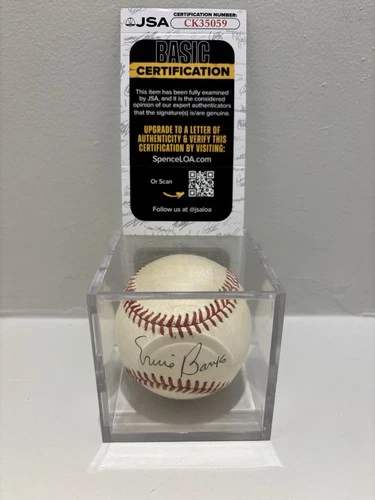 CERTIFICATION NUMBER:
JSA CK35059
BASIC
CERTIFICATION
This item has been fully examined
by JSA, and it is the considered
opinion of our expert authenticators
that the signature(s) is/are genuine.
UPGRADE TO A LETTER OF
AUTHENTICITY & VERIFY THIS
CERTIFICATION BY VISITING:
SpenceLOA.com
Or Scan
Follow us at @jsaloa
Ernie Banks